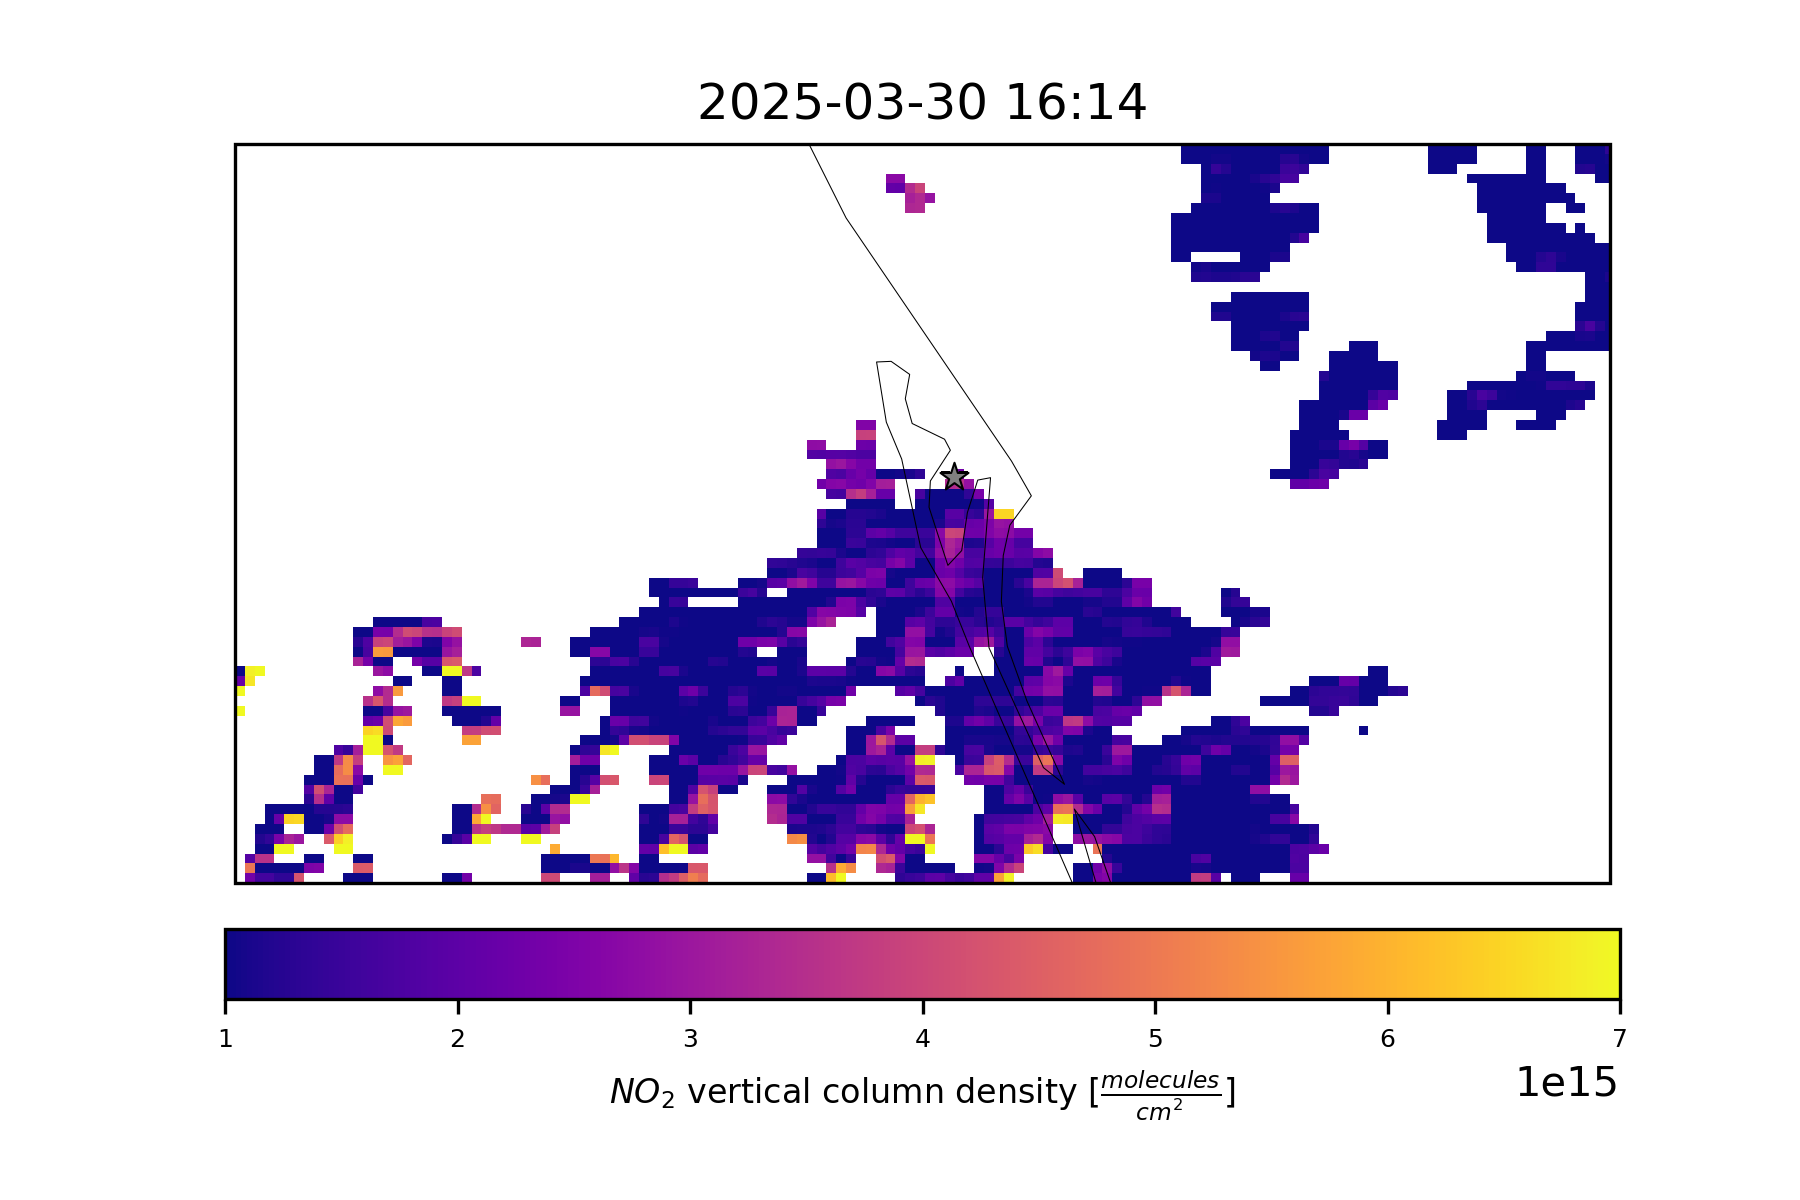 2025-03-30 16:14
1 2 3 4 5 6 7
1e15
NO₂ vertical column density [molecules/cm²]